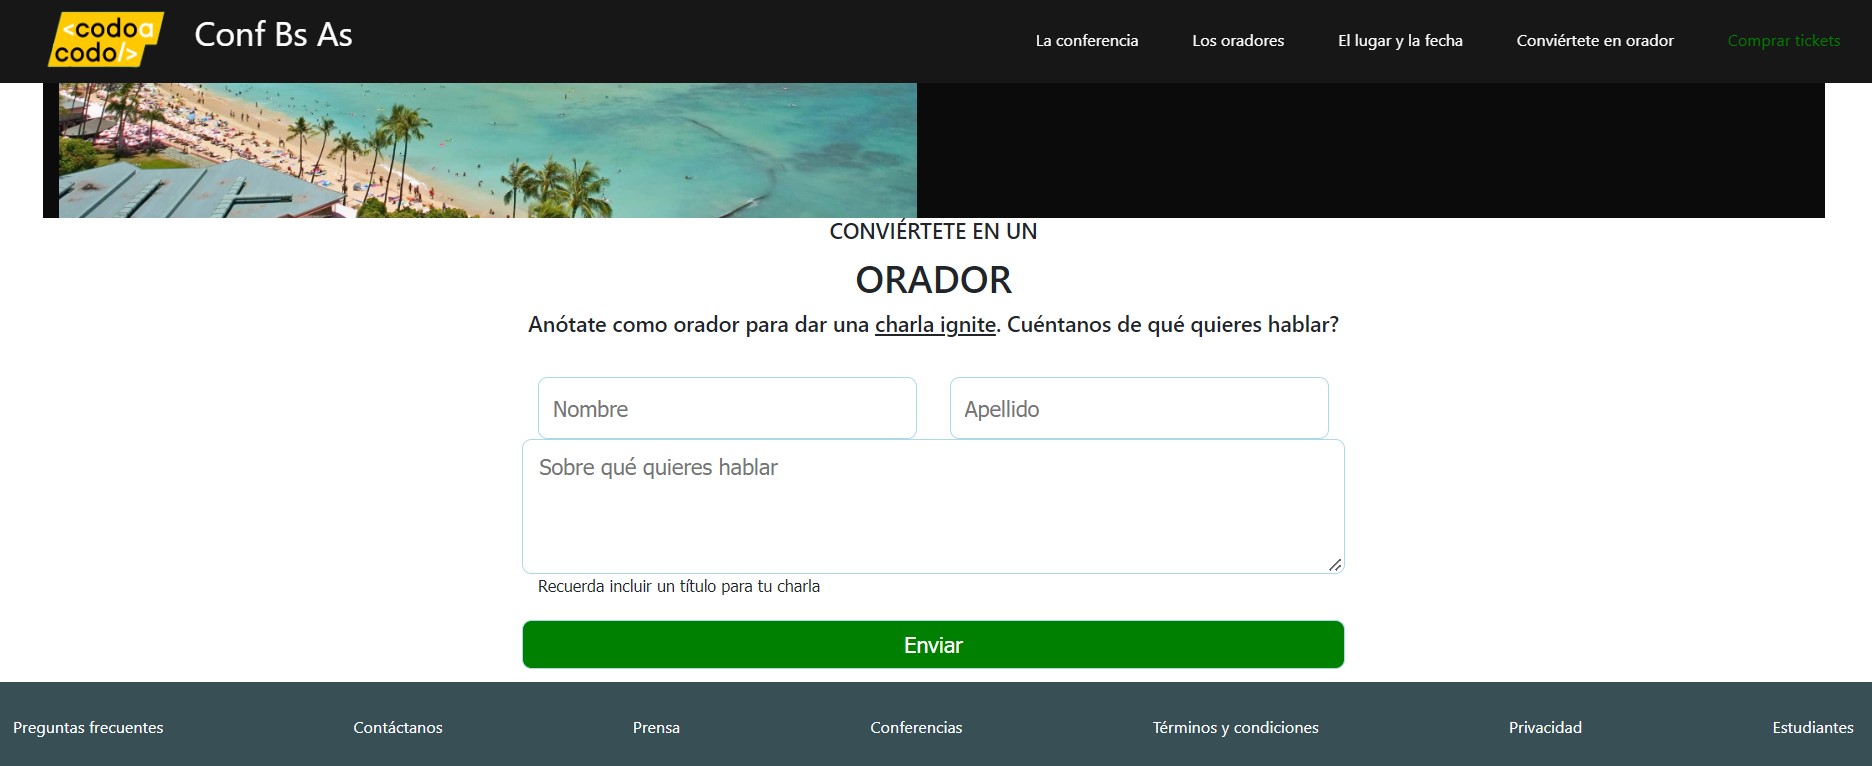 <codoa
codo/>
Conf Bs As
La conferencia
Los oradores
El lugar y la fecha
Conviértete en orador
Comprar tickets
CONVIÉRTETE EN UN
ORADOR
Anótate como orador para dar una charla ignite. Cuéntanos de qué quieres hablar?
Nombre
Apellido
Sobre qué quieres hablar
Recuerda incluir un título para tu charla
Enviar
Preguntas frecuentes
Contáctanos
Prensa
Conferencias
Términos y condiciones
Privacidad
Estudiantes